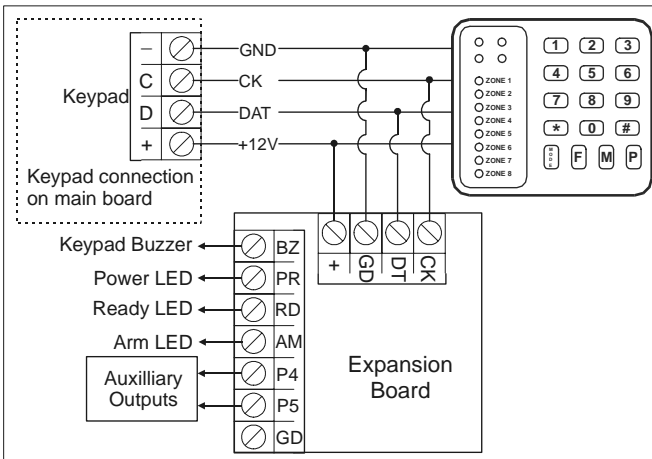 − GND
C CK
Keypad
D DAT
+ +12V
Keypad connection
on main board
ZONE 1
ZONE 2
ZONE 3
ZONE 4
ZONE 5
ZONE 6
ZONE 7
ZONE 8
1 2 3
4 5 6
7 8 9
* 0 #
MODE F M P
+ GD DT CK
Keypad Buzzer BZ
Power LED PR
Ready LED RD
Arm LED AM
Auxilliary
Outputs
P4
P5
GD
Expansion
Board